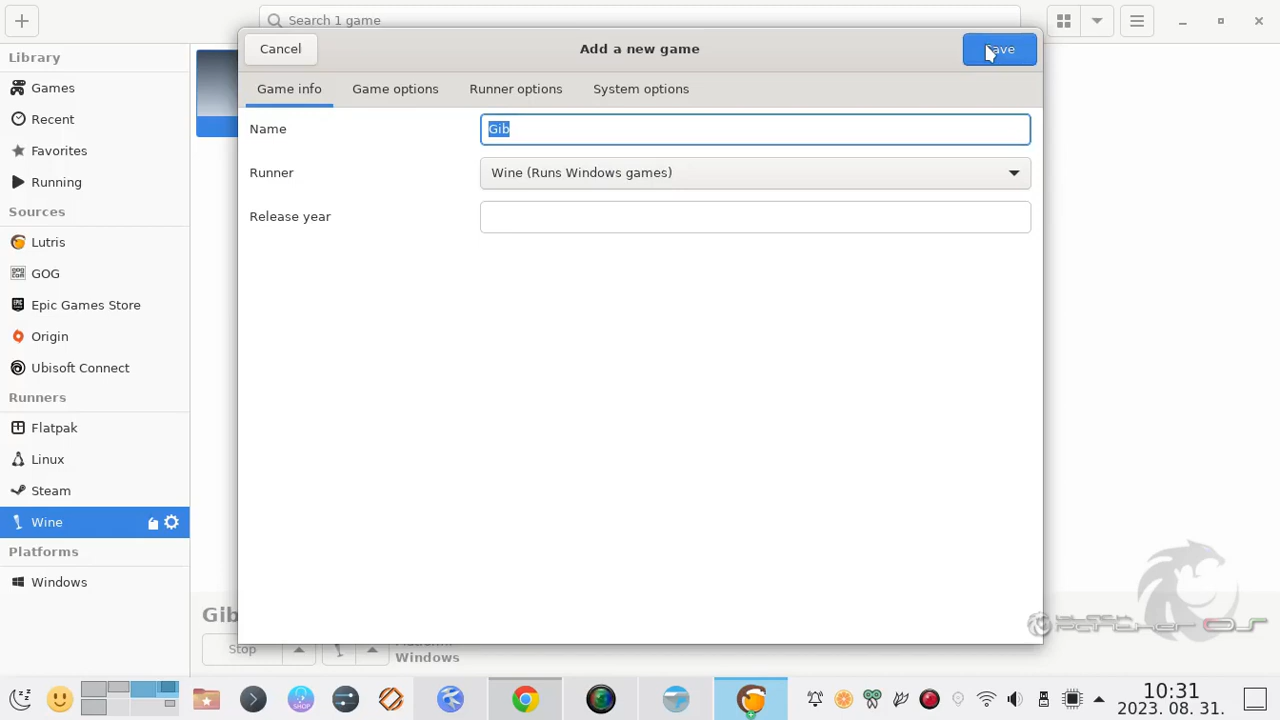 Search 1 game
Cancel
Add a new game
Library
Game info
Game options
Runner options
System options
Games
Recent
Favorites
Running
Name
Gib
Runner
Wine (Runs Windows games)
Release year
Sources
Lutris
GOG
Epic Games Store
Origin
Ubisoft Connect
Runners
Flatpak
Linux
Steam
Wine
Platforms
Windows
Gib
Stop
Windows
10:31
2023. 08. 31.